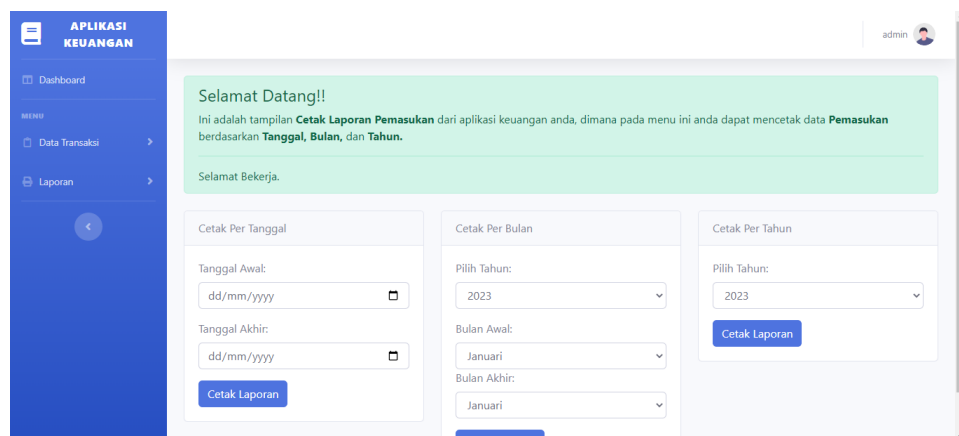 APLIKASI
KEUANGAN
admin
Dashboard
MENU
Data Transaksi
Laporan
Selamat Datang!!
Ini adalah tampilan Cetak Laporan Pemasukan dari aplikasi keuangan anda, dimana pada menu ini anda dapat mencetak data Pemasukan
berdasarkan Tanggal, Bulan, dan Tahun.
Selamat Bekerja.
Cetak Per Tanggal
Tanggal Awal:
dd/mm/yyyy
Tanggal Akhir:
dd/mm/yyyy
Cetak Laporan
Cetak Per Bulan
Pilih Tahun:
2023
Bulan Awal:
Januari
Bulan Akhir:
Januari
Cetak Per Tahun
Pilih Tahun:
2023
Cetak Laporan